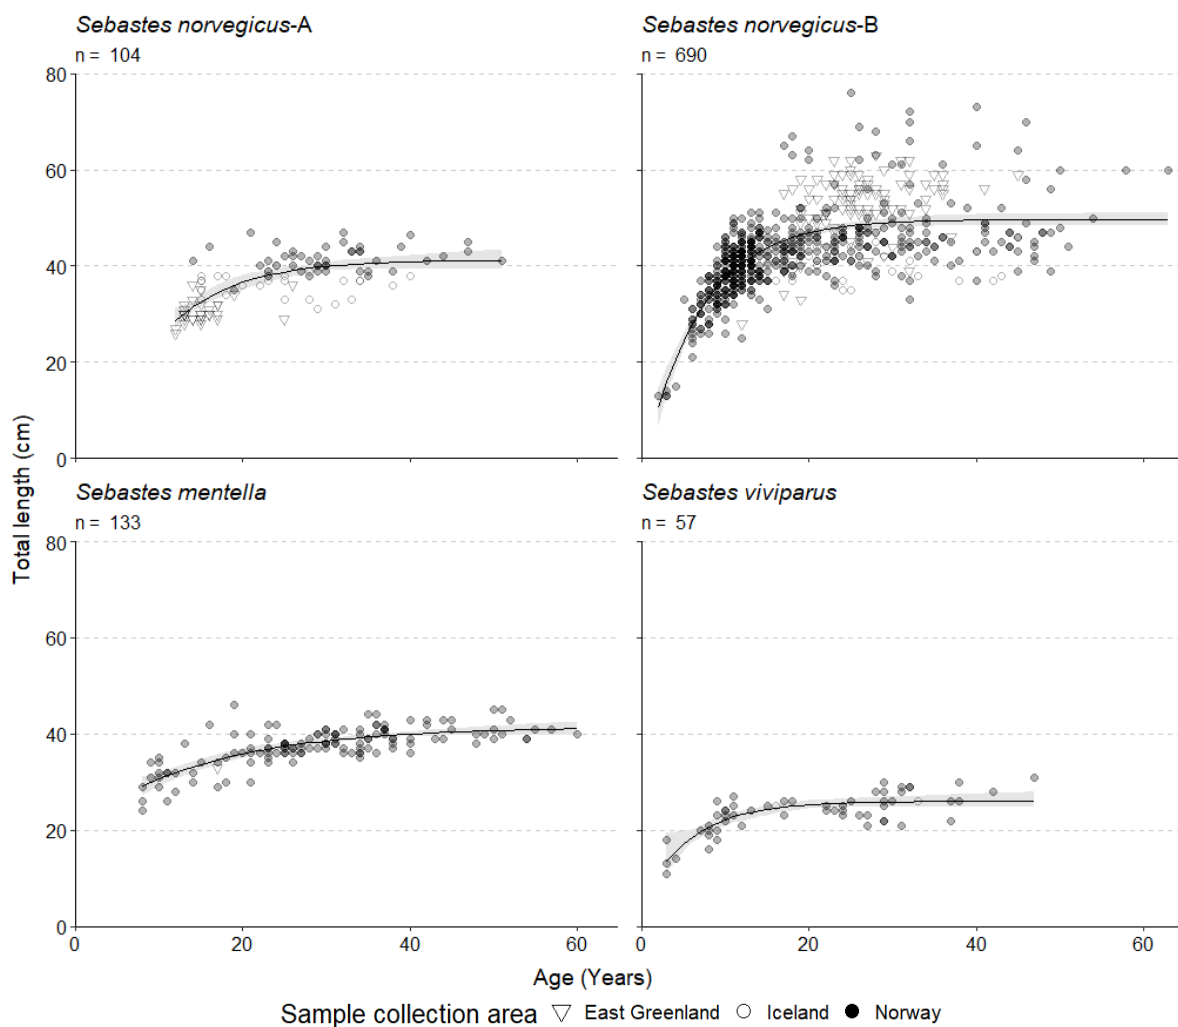 Sebastes norvegicus-A
n = 104
Sebastes norvegicus-B
n = 690
80
60
40
20
0
Sebastes mentella
n = 133
Sebastes viviparus
n = 57
80
60
40
20
0
0 20 40 60
0 20 40 60
Total length (cm)
Age (Years)
Sample collection area East Greenland Iceland Norway